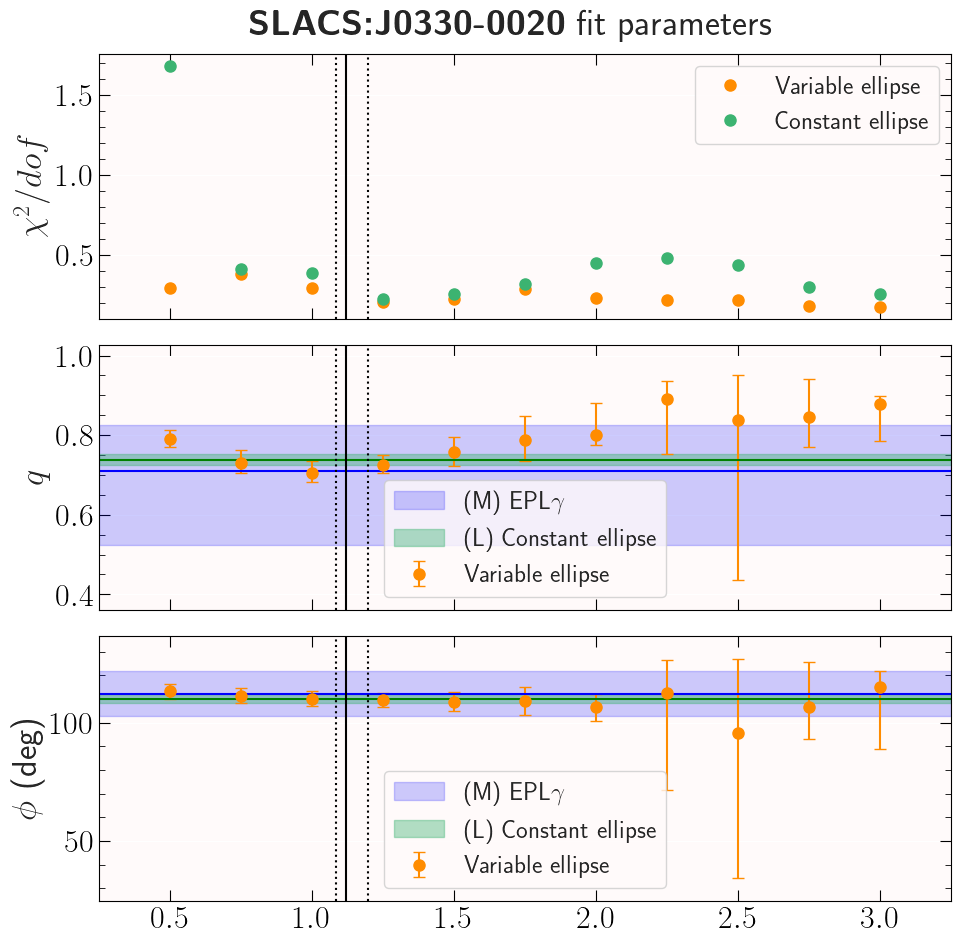 SLACS:J0330-0020 fit parameters
χ²/dof
1.5
1.0
0.5
Variable ellipse
Constant ellipse
q
1.0
0.8
0.6
0.4
(M) EPLγ
(L) Constant ellipse
Variable ellipse
ϕ (deg)
100
50
(M) EPLγ
(L) Constant ellipse
Variable ellipse
0.5 1.0 1.5 2.0 2.5 3.0